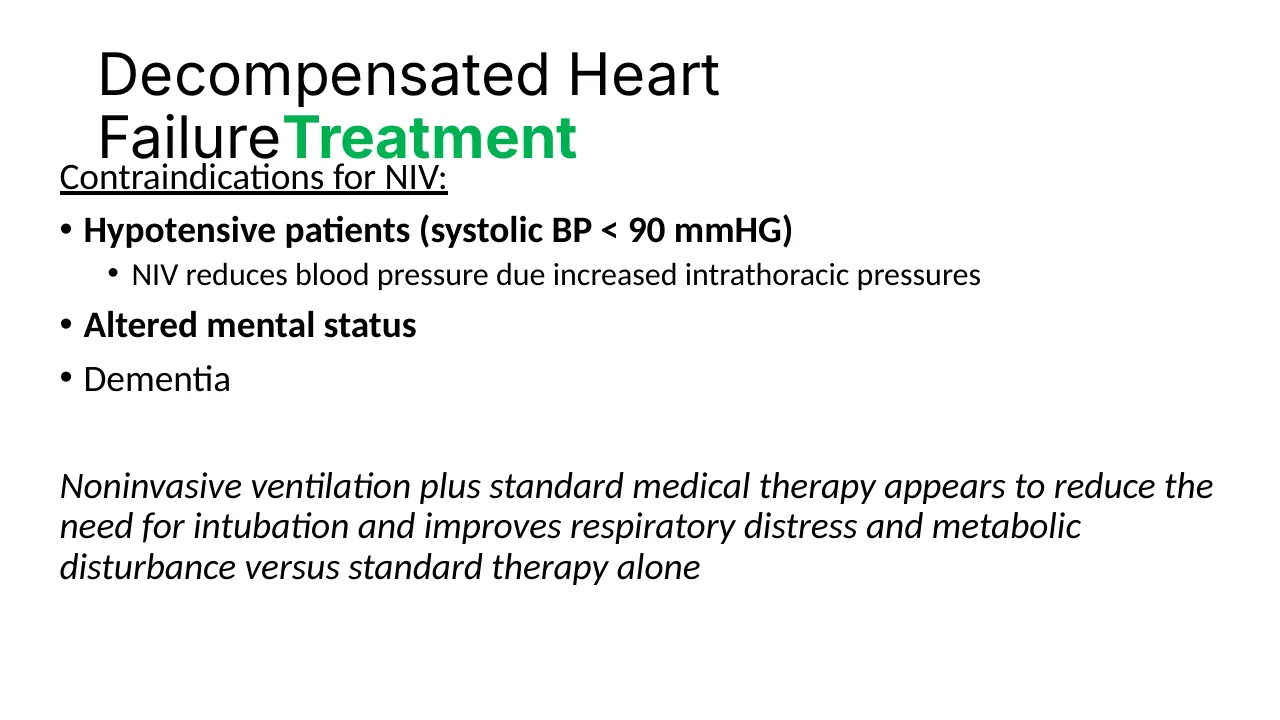 Decompensated Heart
FailureTreatment
Contraindications for NIV:
• Hypotensive patients (systolic BP < 90 mmHG)
• NIV reduces blood pressure due increased intrathoracic pressures
• Altered mental status
• Dementia
Noninvasive ventilation plus standard medical therapy appears to reduce the
need for intubation and improves respiratory distress and metabolic
disturbance versus standard therapy alone